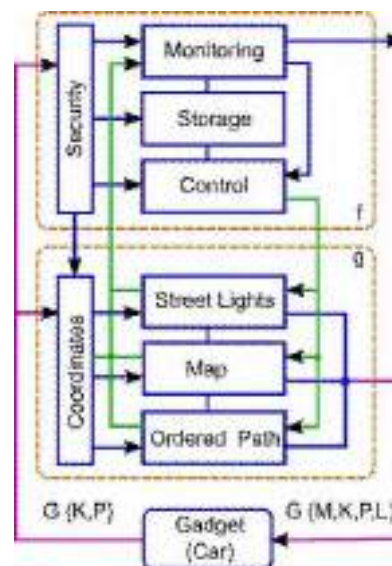 Monitoring
Security
Storage
Control
f
g
Street Lights
Coordinates
Map
Ordered Path
G {K,P}
G {M,K,P,L}
Gadget
(Car)